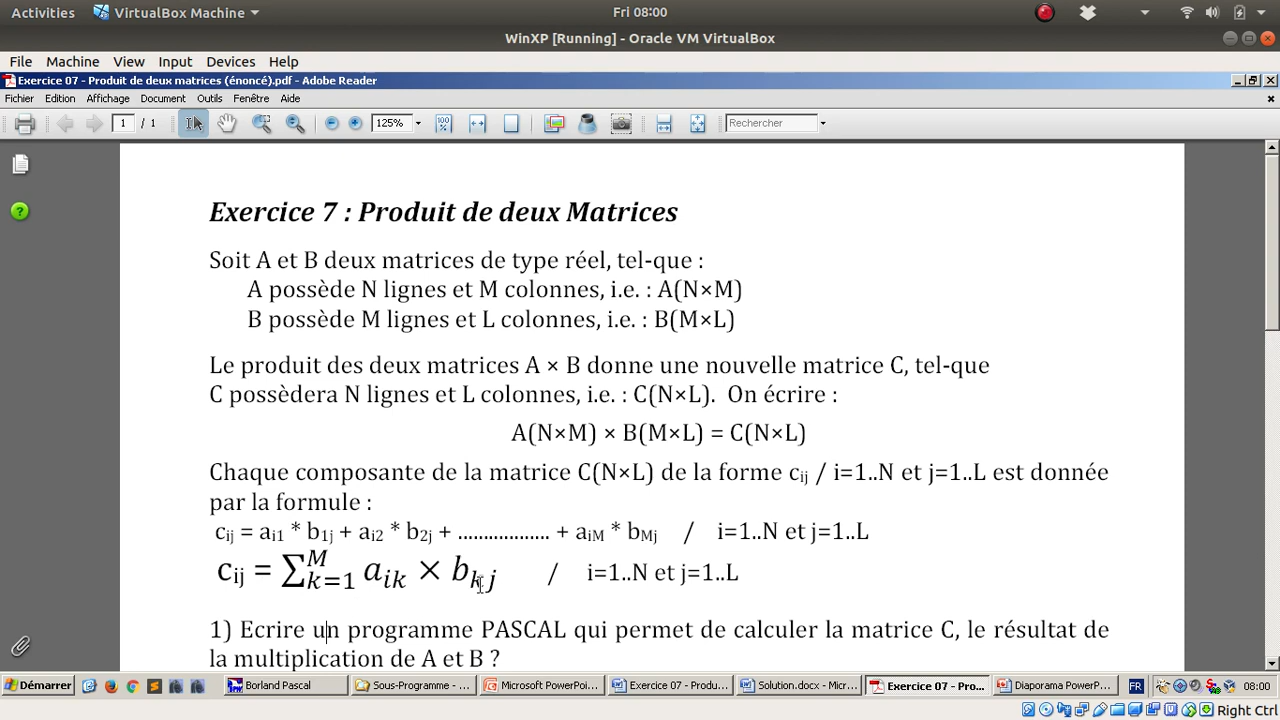 Activities VirtualBox Machine Fri 08:00
WinXP [Running] - Oracle VM VirtualBox
File Machine View Input Devices Help
Exercice 07 - Produit de deux matrices (énoncé).pdf - Adobe Reader
Fichier Edition Affichage Document Outils Fenêtre Aide
1 / 1 125% Rechercher
Exercice 7 : Produit de deux Matrices
Soit A et B deux matrices de type réel, tel-que :
A possède N lignes et M colonnes, i.e. : A(N×M)
B possède M lignes et L colonnes, i.e. : B(M×L)
Le produit des deux matrices A × B donne une nouvelle matrice C, tel-que
C possèdera N lignes et L colonnes, i.e. : C(N×L). On écrire :
A(N×M) × B(M×L) = C(N×L)
Chaque composante de la matrice C(N×L) de la forme cij / i=1..N et j=1..L est donnée
par la formule :
cij = ai1 * b1j + ai2 * b2j + .................. + aiM * bMj / i=1..N et j=1..L
cij = ∑k=1M aik × bkj / i=1..N et j=1..L
1) Ecrire un programme PASCAL qui permet de calculer la matrice C, le résultat de
la multiplication de A et B ?
Démarrer Borland Pascal Sous-Programme - ... Microsoft PowerPoi... Exercice 07 - Produ... Solution.docx - Micr... Exercice 07 - Pro... Diaporama PowerP... FR 08:00
Right Ctrl